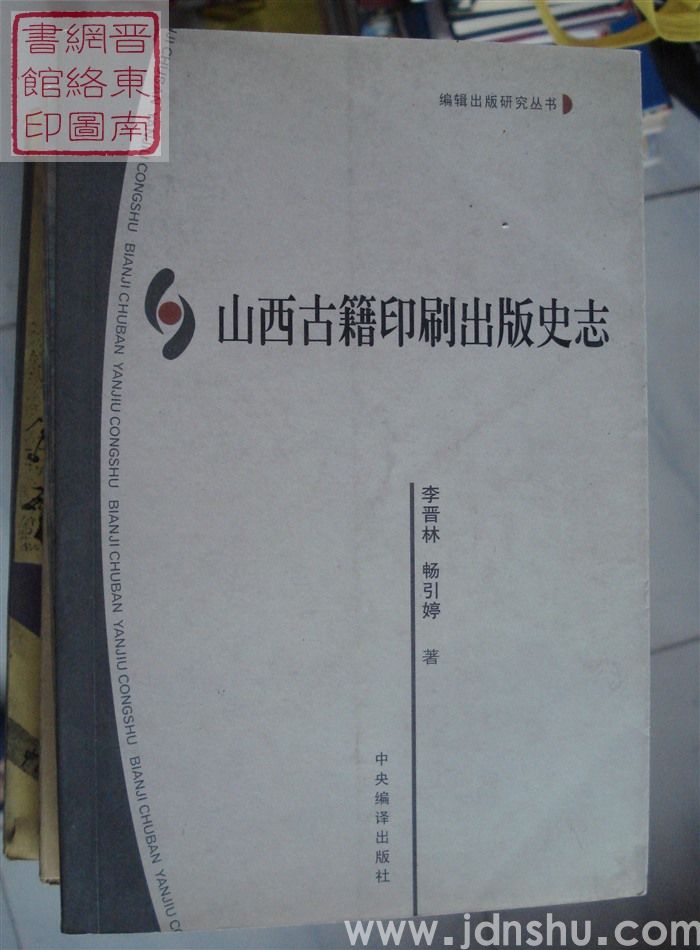 晋東南
網絡圖
書館印
编辑出版研究丛书
山西古籍印刷出版史志
李晋林 畅引婷 著
中央编译出版社
CONGSHU BIANJI CHUBAN YANJIU CONGSHU BIANJI CHUBAN YANJIU CONGSHU BIANJI CHUBAN YANJIU CONGSHU
www.jdnshu.com